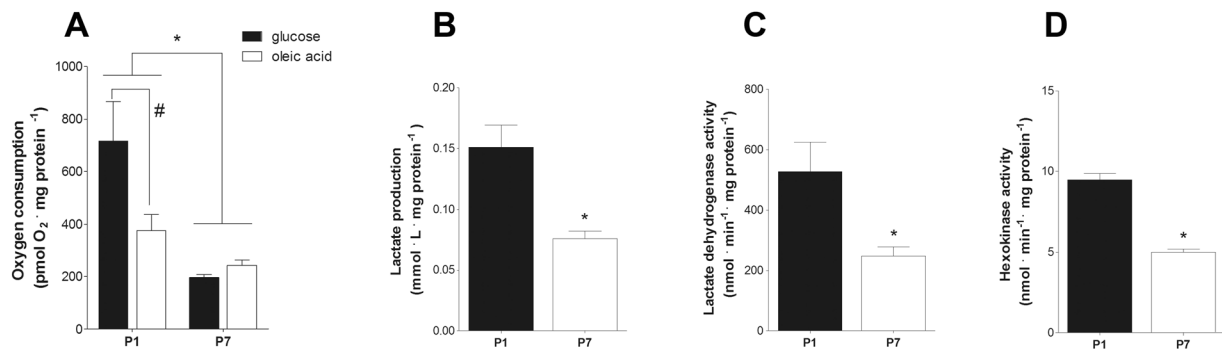 A
*
glucose
oleic acid
#
Oxygen consumption
(pmol O₂ · mg protein ⁻¹)
1000
800
600
400
200
0
P1 P7
B
Lactate production
(mmol · L · mg protein⁻¹ )
0.20
0.15
0.10
0.05
0.00
*
P1 P7
C
Lactate dehydrogenase activity
(nmol · min⁻¹· mg protein⁻¹)
800
600
400
200
0
*
P1 P7
D
Hexokinase activity
(nmol · min⁻¹· mg protein⁻¹)
15
10
5
0
*
P1 P7